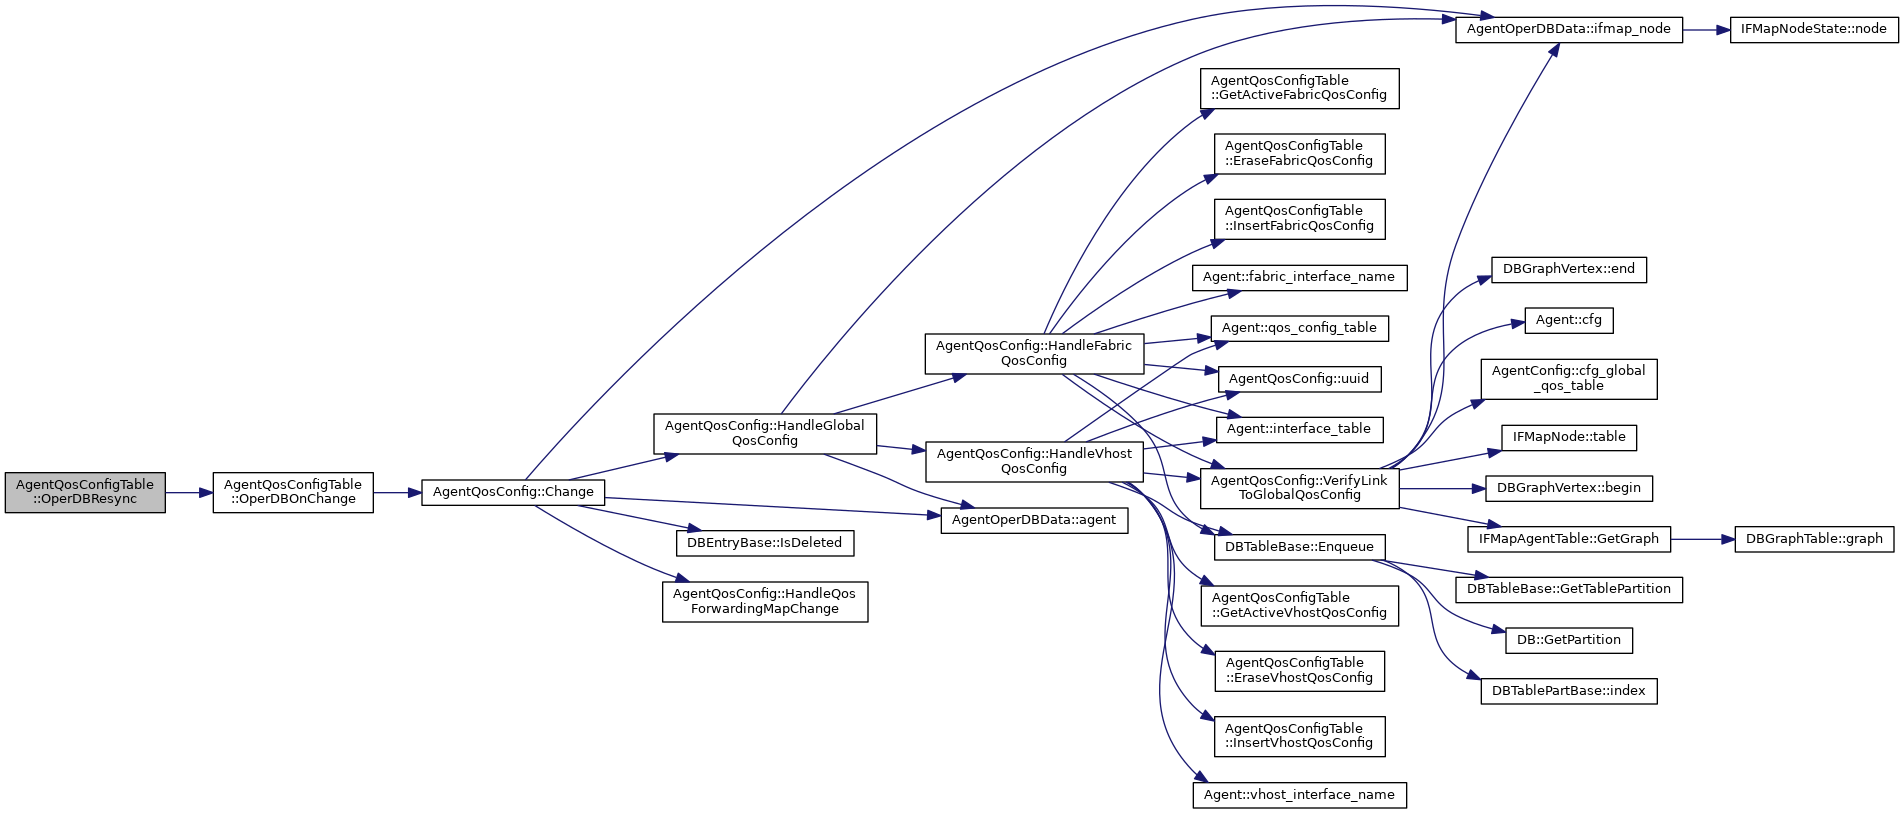 AgentQosConfigTable
::OperDBResync
AgentQosConfigTable
::OperDBOnChange
AgentQosConfig::Change
AgentQosConfig::HandleGlobal
QosConfig
DBEntryBase::IsDeleted
AgentQosConfig::HandleQos
ForwardingMapChange
AgentQosConfig::HandleFabric
QosConfig
AgentQosConfig::HandleVhost
QosConfig
AgentOperDBData::agent
AgentQosConfigTable
::GetActiveFabricQosConfig
AgentQosConfigTable
::EraseFabricQosConfig
AgentQosConfigTable
::InsertFabricQosConfig
Agent::fabric_interface_name
Agent::qos_config_table
AgentQosConfig::uuid
Agent::interface_table
AgentQosConfig::VerifyLink
ToGlobalQosConfig
DBTableBase::Enqueue
AgentQosConfigTable
::GetActiveVhostQosConfig
AgentQosConfigTable
::EraseVhostQosConfig
AgentQosConfigTable
::InsertVhostQosConfig
Agent::vhost_interface_name
AgentOperDBData::ifmap_node
DBGraphVertex::end
Agent::cfg
AgentConfig::cfg_global
_qos_table
IFMapNode::table
DBGraphVertex::begin
IFMapAgentTable::GetGraph
DBTableBase::GetTablePartition
DB::GetPartition
DBTablePartBase::index
IFMapNodeState::node
DBGraphTable::graph